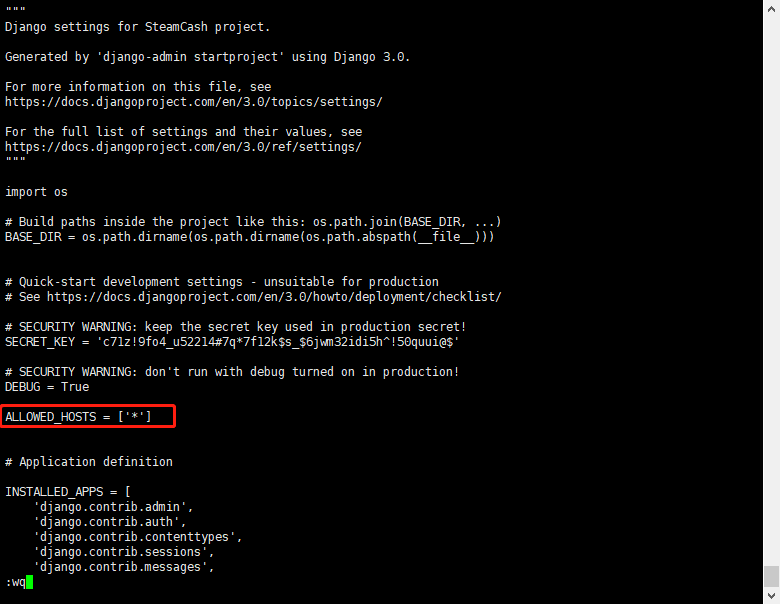 """
Django settings for SteamCash project.
Generated by 'django-admin startproject' using Django 3.0.
For more information on this file, see
https://docs.djangoproject.com/en/3.0/topics/settings/
For the full list of settings and their values, see
https://docs.djangoproject.com/en/3.0/ref/settings/
"""
import os
# Build paths inside the project like this: os.path.join(BASE_DIR, ...)
BASE_DIR = os.path.dirname(os.path.dirname(os.path.abspath(__file__)))
# Quick-start development settings - unsuitable for production
# See https://docs.djangoproject.com/en/3.0/howto/deployment/checklist/
# SECURITY WARNING: keep the secret key used in production secret!
SECRET_KEY = 'c71z!9fo4_u52214#7q*7f12k$s_$6jwm32idi5h^!50quui@$'
# SECURITY WARNING: don't run with debug turned on in production!
DEBUG = True
ALLOWED_HOSTS = ['*']
# Application definition
INSTALLED_APPS = [
    'django.contrib.admin',
    'django.contrib.auth',
    'django.contrib.contenttypes',
    'django.contrib.sessions',
    'django.contrib.messages',
:wq